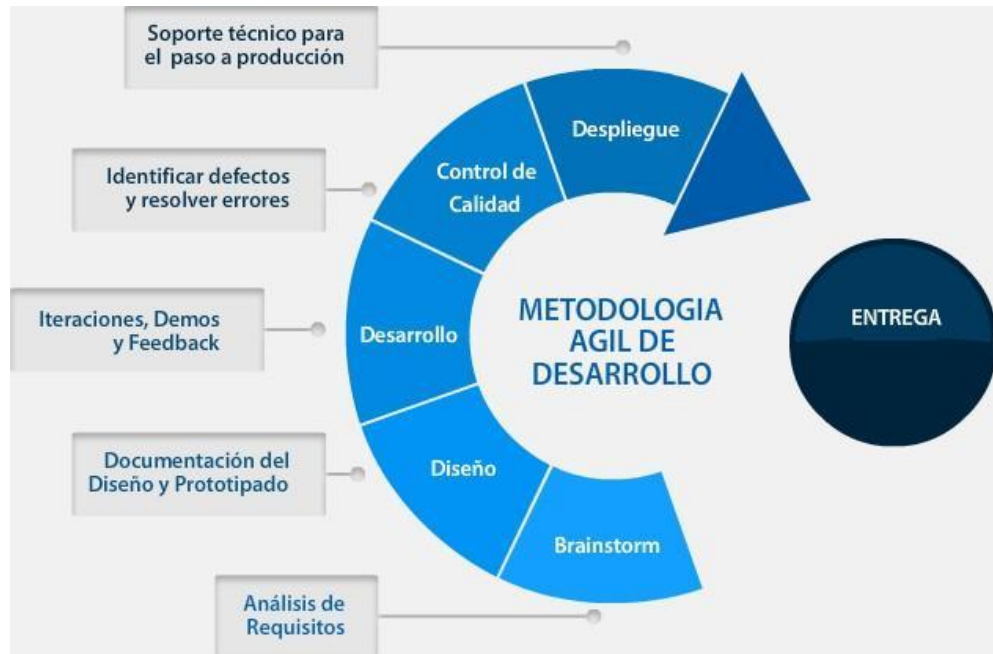 Soporte técnico para
el paso a producción
Despliegue
Identificar defectos
y resolver errores
Control de
Calidad
Iteraciones, Demos
y Feedback
Desarrollo
METODOLOGIA
AGIL DE
DESARROLLO
ENTREGA
Documentación del
Diseño y Prototipado
Diseño
Brainstorm
Análisis de
Requisitos